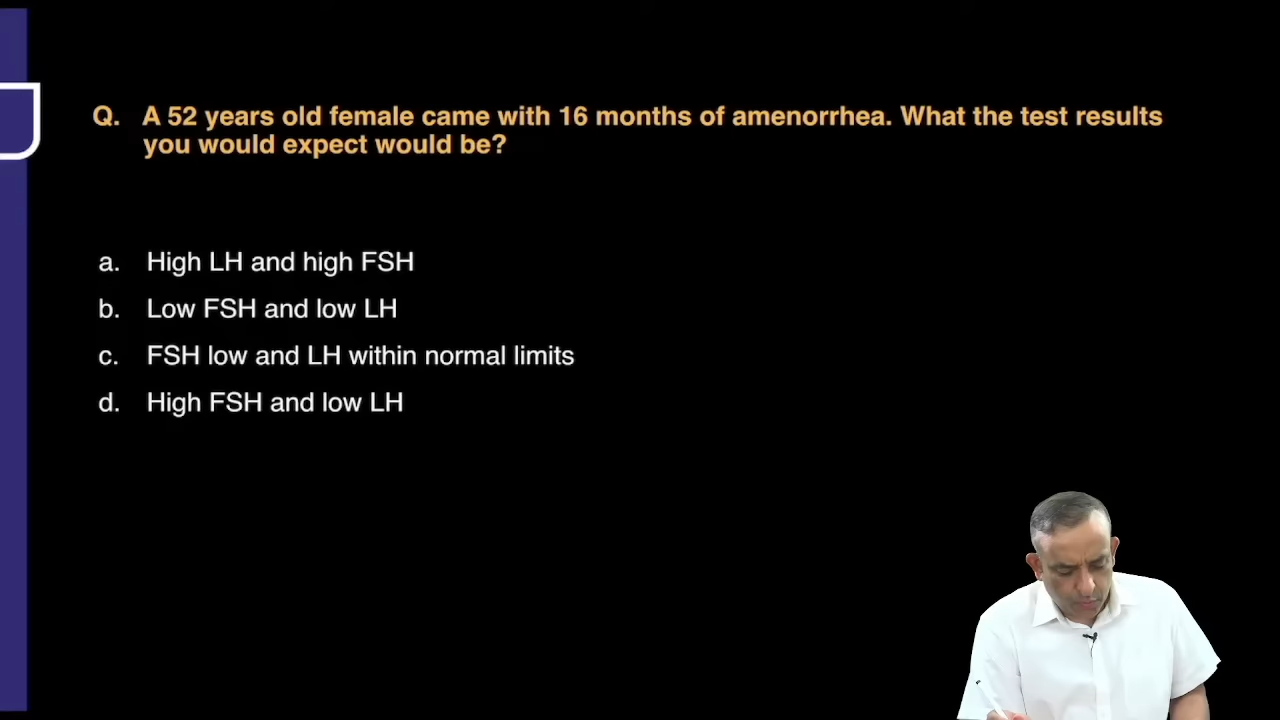 Q. A 52 years old female came with 16 months of amenorrhea. What the test results
you would expect would be?
a. High LH and high FSH
b. Low FSH and low LH
c. FSH low and LH within normal limits
d. High FSH and low LH